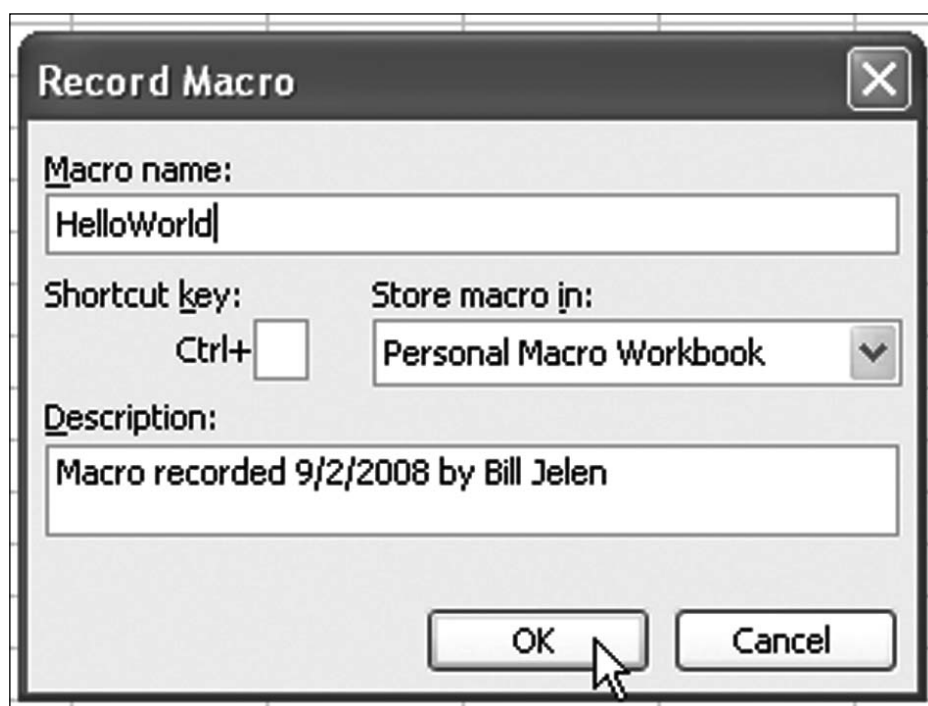 Record Macro
Macro name:
HelloWorld
Shortcut key:
Store macro in:
Ctrl+
Personal Macro Workbook
Description:
Macro recorded 9/2/2008 by Bill Jelen
OK
Cancel